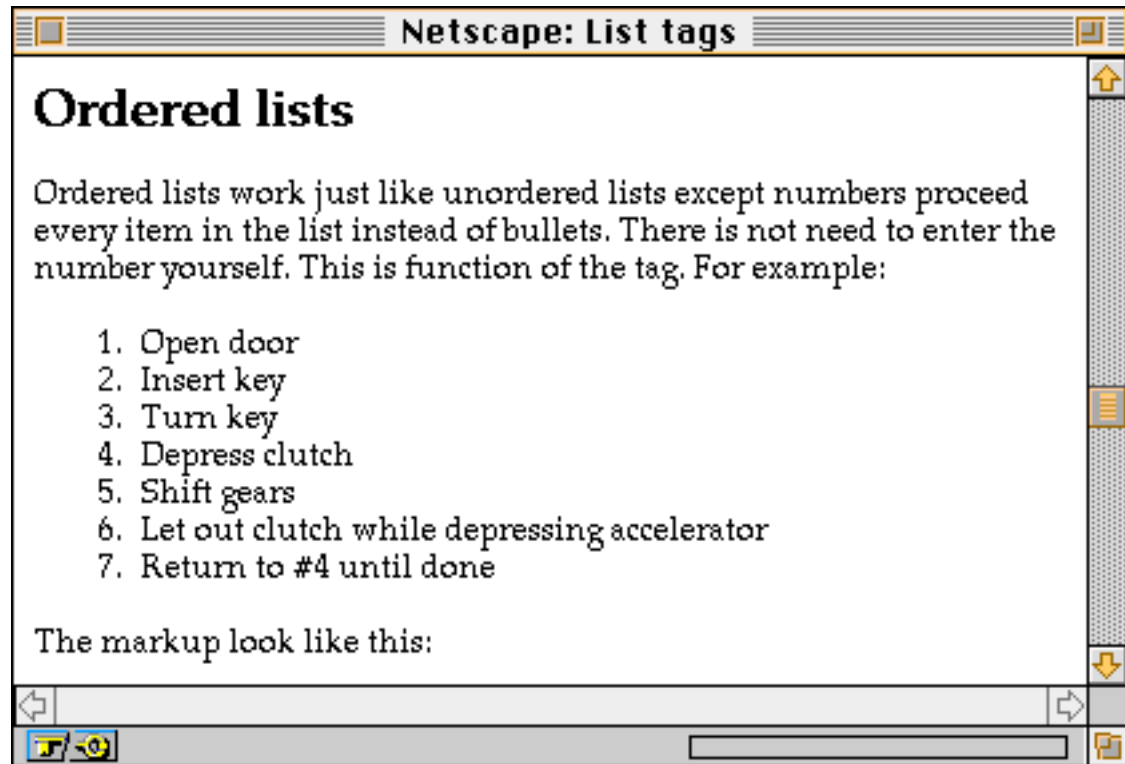 Netscape: List tags
Ordered lists
Ordered lists work just like unordered lists except numbers proceed
every item in the list instead of bullets. There is not need to enter the
number yourself. This is function of the tag. For example:
1. Open door
2. Insert key
3. Turn key
4. Depress clutch
5. Shift gears
6. Let out clutch while depressing accelerator
7. Return to #4 until done
The markup look like this: